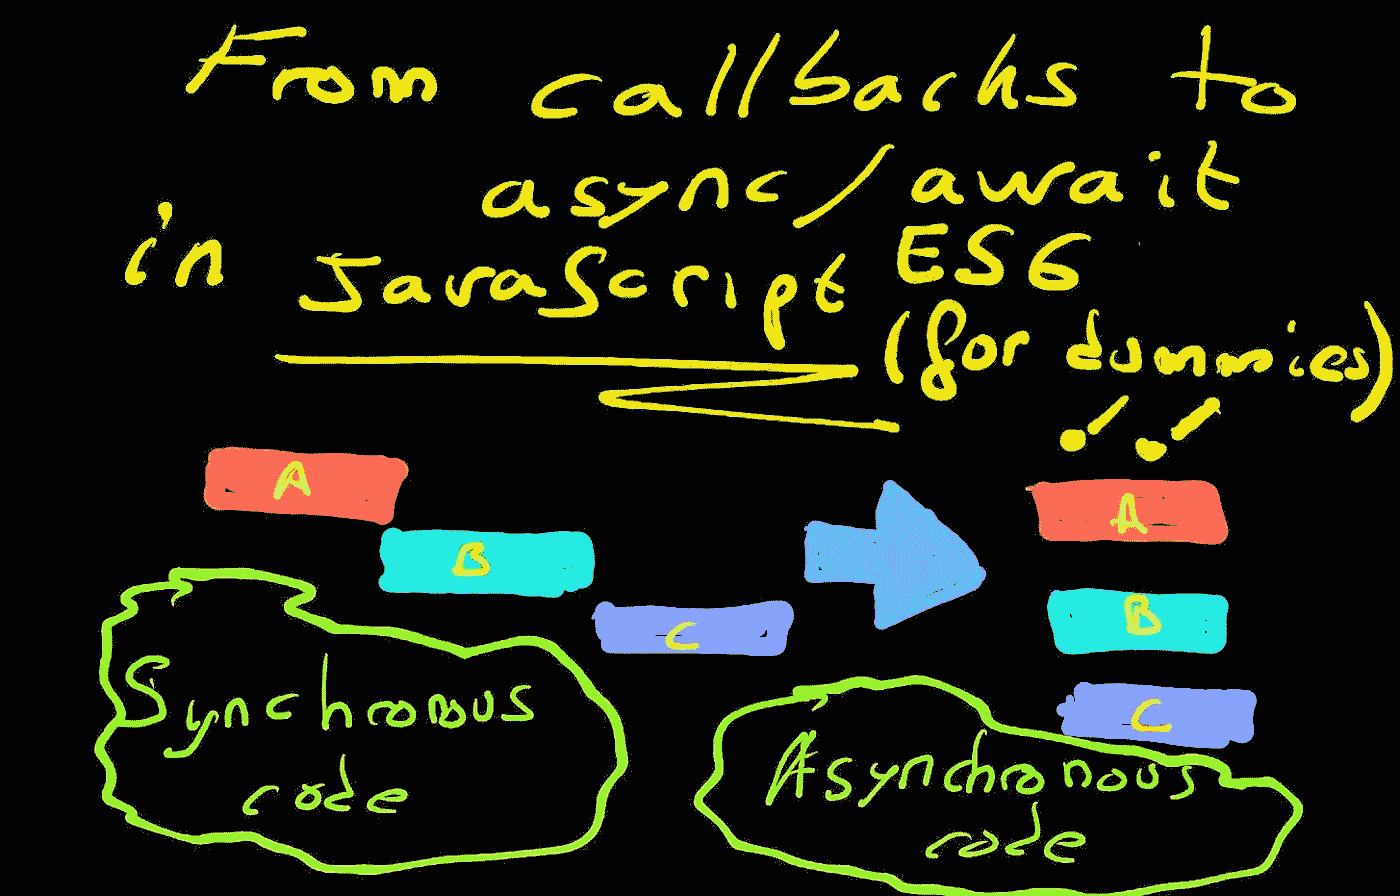 From callbacks to
async/await
in JavaScript ES6
(for dummies)
!!
A
B
C
A
B
C
Synchronous
code
Asynchronous
code